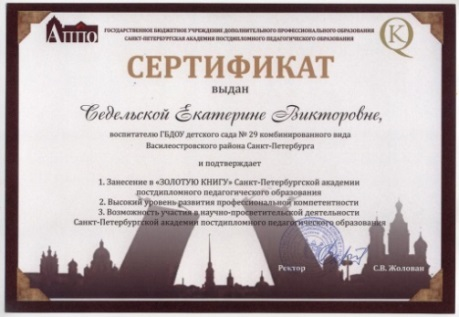 АППО
ГОСУДАРСТВЕННОЕ БЮДЖЕТНОЕ УЧРЕЖДЕНИЕ ДОПОЛНИТЕЛЬНОГО ПРОФЕССИОНАЛЬНОГО ОБРАЗОВАНИЯ
САНКТ-ПЕТЕРБУРГСКАЯ АКАДЕМИЯ ПОСТДИПЛОМНОГО ПЕДАГОГИЧЕСКОГО ОБРАЗОВАНИЯ
СЕРТИФИКАТ
выдан
Седельской Екатерине Викторовне,
воспитателю ГБДОУ детского сада № 29 комбинированного вида
Василеостровского района Санкт-Петербурга
и подтверждает
1. Занесение в «ЗОЛОТУЮ КНИГУ» Санкт-Петербургской академии
постдипломного педагогического образования
2. Высокий уровень развития профессиональной компетентности
3. Возможность участия в научно-просветительской деятельности
Санкт-Петербургской академии постдипломного педагогического образования
Ректор С.В. Жолован